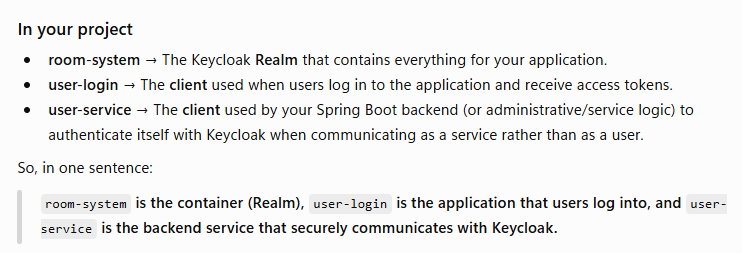 In your project
• room-system → The Keycloak Realm that contains everything for your application.
• user-login → The client used when users log in to the application and receive access tokens.
• user-service → The client used by your Spring Boot backend (or administrative/service logic) to
authenticate itself with Keycloak when communicating as a service rather than as a user.
So, in one sentence:
room-system is the container (Realm), user-login is the application that users log into, and user-
service is the backend service that securely communicates with Keycloak.